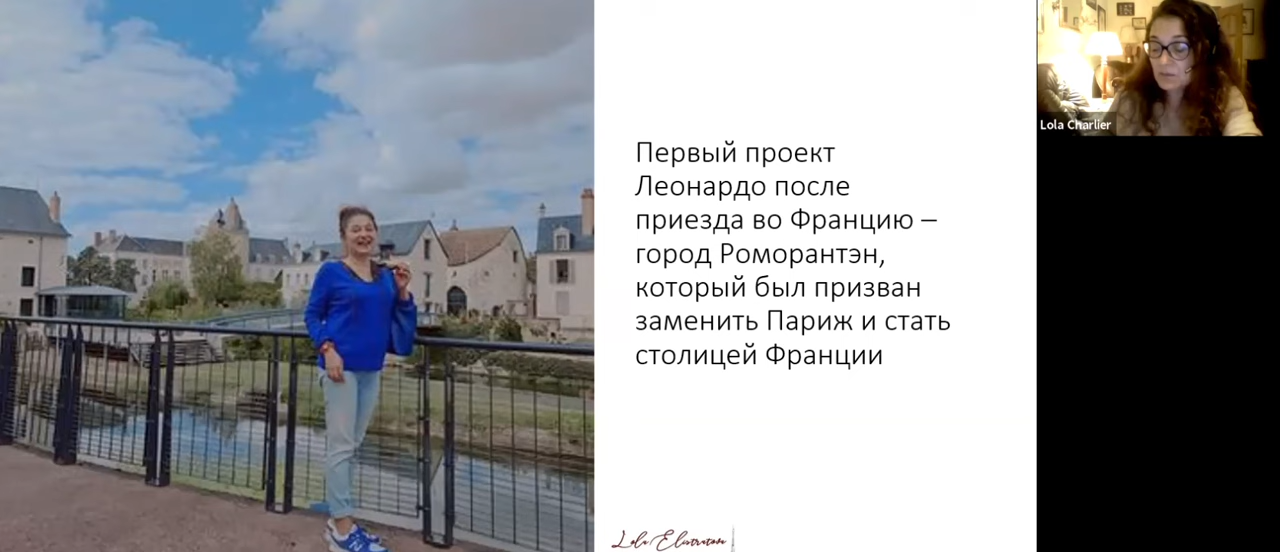 Первый проект
Леонардо после
приезда во Францию –
город Роморантэн,
который был призван
заменить Париж и стать
столицей Франции
Lola Charlier